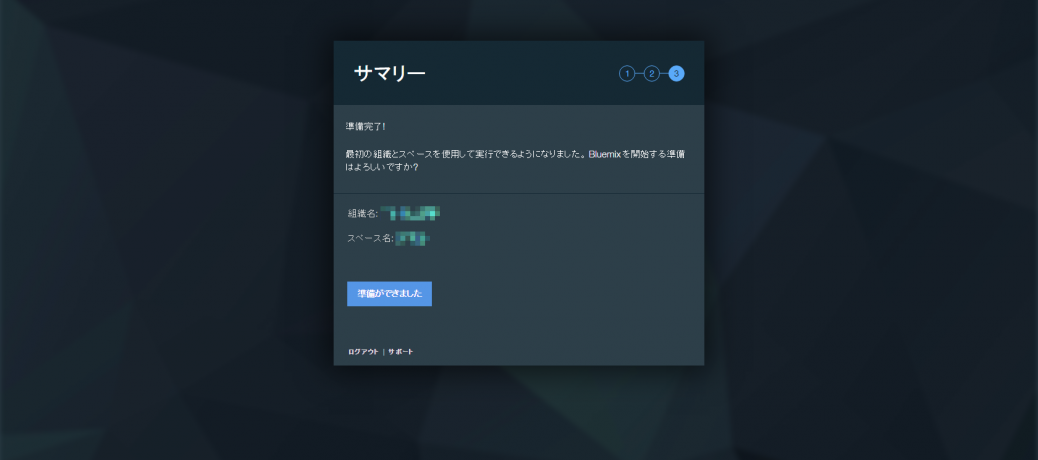 サマリー
1 2 3
準備完了!
最初の組織とスペースを使用して実行できるようになりました。Bluemixを開始する準備
はよろしいですか?
組織名:
スペース名:
準備ができました
ログアウト | サポート